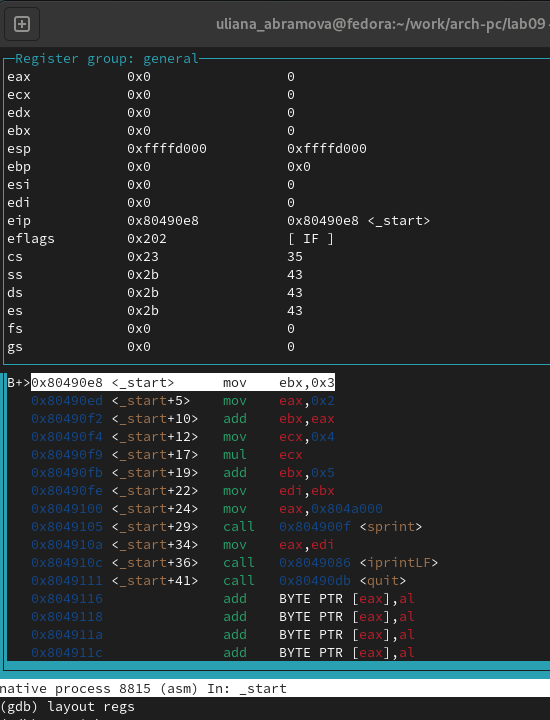 uliana_abramova@fedora:~/work/arch-pc/lab09
Register group: general
eax 0x0 0
ecx 0x0 0
edx 0x0 0
ebx 0x0 0
esp 0xffffd000 0xffffd000
ebp 0x0 0x0
esi 0x0 0
edi 0x0 0
eip 0x80490e8 0x80490e8 <_start>
eflags 0x202 [ IF ]
cs 0x23 35
ss 0x2b 43
ds 0x2b 43
es 0x2b 43
fs 0x0 0
gs 0x0 0
B+>0x80490e8 <_start> mov ebx,0x3
0x80490ed <_start+5> mov eax,0x2
0x80490f2 <_start+10> add ebx,eax
0x80490f4 <_start+12> mov ecx,0x4
0x80490f9 <_start+17> mul ecx
0x80490fb <_start+19> add ebx,0x5
0x80490fe <_start+22> mov edi,ebx
0x8049100 <_start+24> mov eax,0x804a000
0x8049105 <_start+29> call 0x804900f <sprint>
0x804910a <_start+34> mov eax,edi
0x804910c <_start+36> call 0x8049086 <iprintLF>
0x8049111 <_start+41> call 0x80490db <quit>
0x8049116 add BYTE PTR [eax],al
0x8049118 add BYTE PTR [eax],al
0x804911a add BYTE PTR [eax],al
0x804911c add BYTE PTR [eax],al
native process 8815 (asm) In: _start
(gdb) layout regs